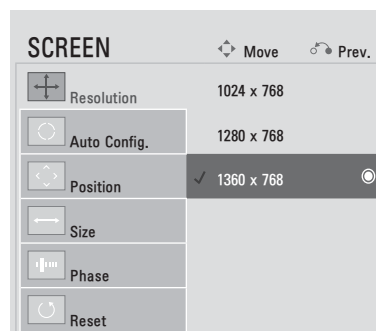 SCREEN Move Prev.
Resolution 1024 x 768
Auto Config. 1280 x 768
Position 1360 x 768
Size
Phase
Reset